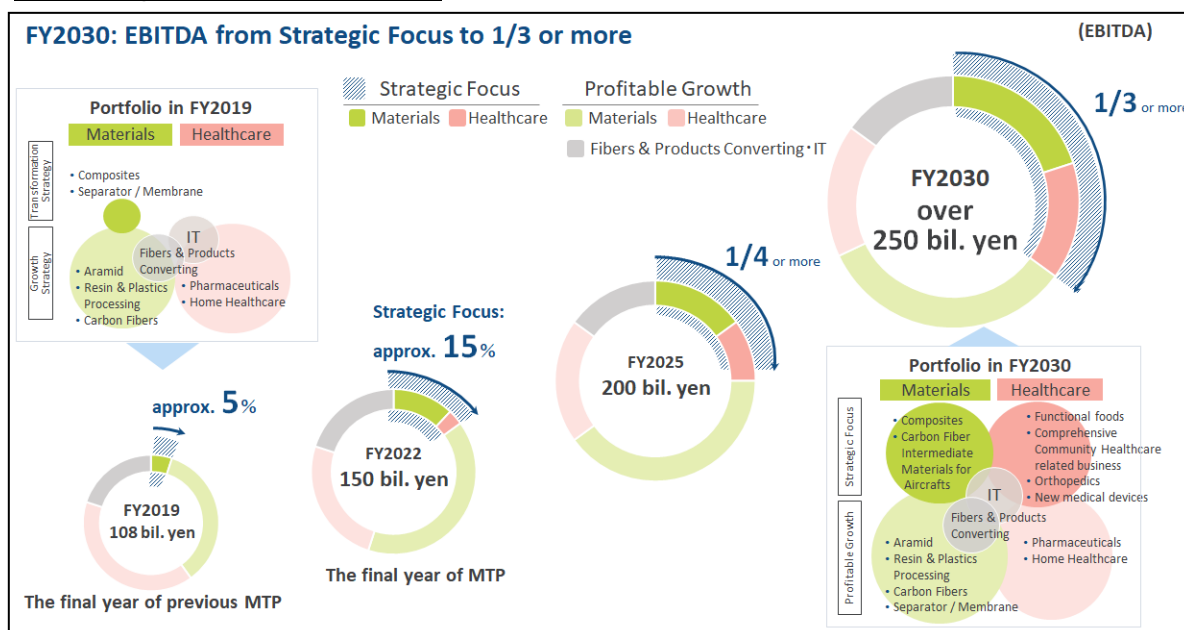 FY2030: EBITDA from Strategic Focus to 1/3 or more
(EBITDA)
Strategic Focus
Materials Healthcare
Profitable Growth
Materials Healthcare
Fibers & Products Converting・IT
Portfolio in FY2019
Materials Healthcare
Transformation Strategy
• Composites
• Separator / Membrane
Growth Strategy
IT
Fibers & Products
Converting
• Aramid
• Resin & Plastics
Processing
• Carbon Fibers
• Pharmaceuticals
• Home Healthcare
approx. 5%
FY2019
108 bil. yen
The final year of previous MTP
Strategic Focus:
approx. 15%
FY2022
150 bil. yen
The final year of MTP
1/4 or more
FY2025
200 bil. yen
1/3 or more
FY2030
over
250 bil. yen
Portfolio in FY2030
Materials Healthcare
Strategic Focus
• Composites
• Carbon Fiber
Intermediate
Materials for
Aircrafts
• Functional foods
• Comprehensive
Community Healthcare
related business
• Orthopedics
• New medical devices
IT
Fibers & Products
Converting
Profitable Growth
• Aramid
• Resin & Plastics
Processing
• Carbon Fibers
• Separator / Membrane
• Pharmaceuticals
• Home Healthcare